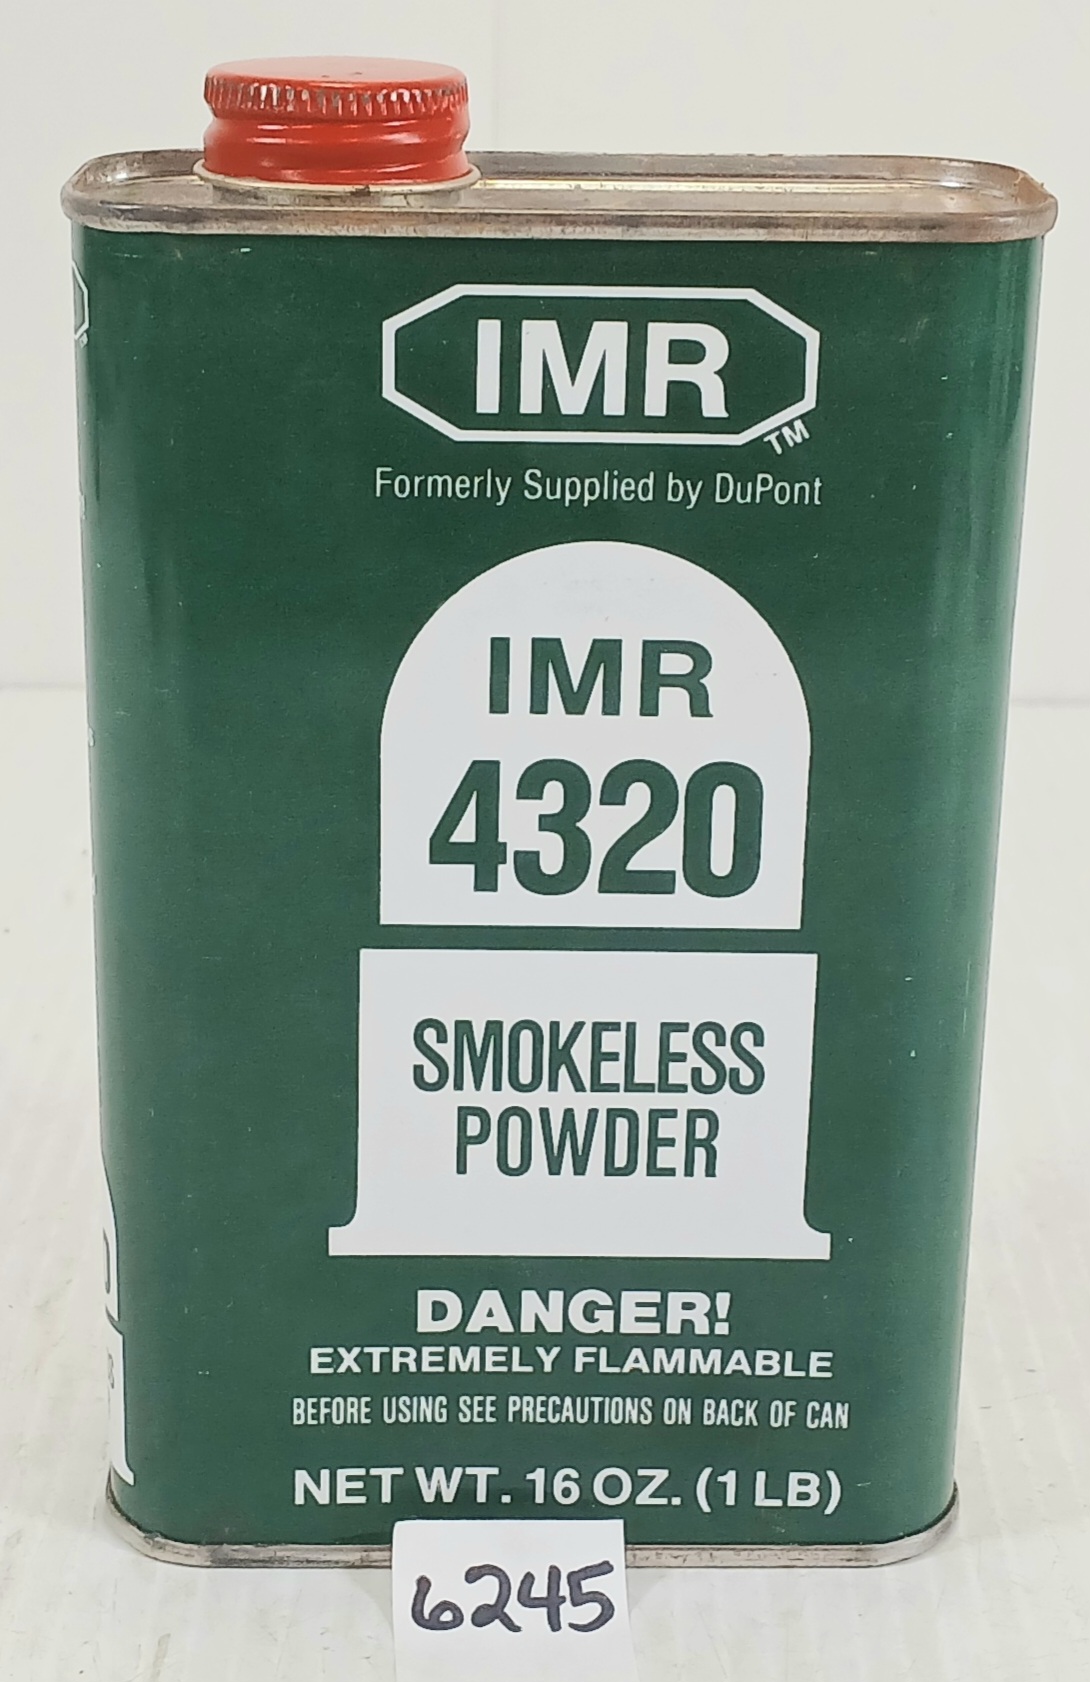 IMR
TM
Formerly Supplied by DuPont
IMR
4320
SMOKELESS
POWDER
DANGER!
EXTREMELY FLAMMABLE
BEFORE USING SEE PRECAUTIONS ON BACK OF CAN
NET WT. 16 OZ. (1 LB)
6245